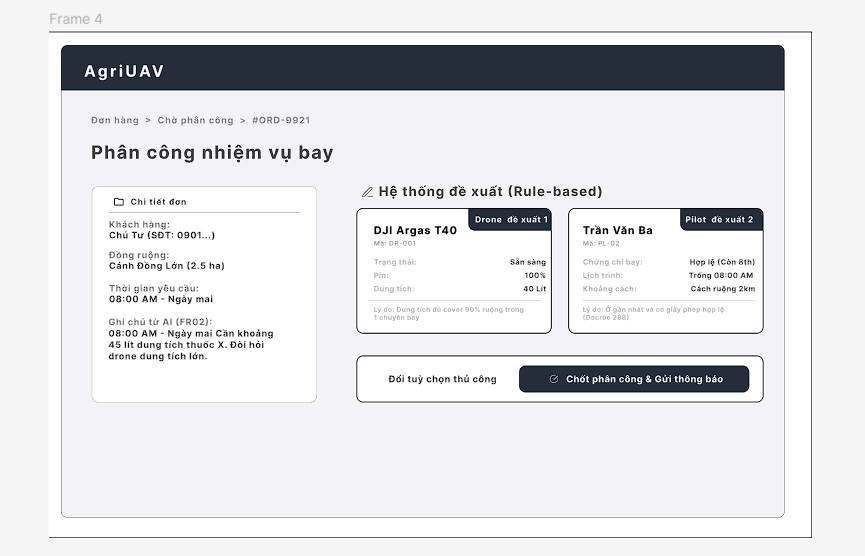 Frame 4
AgriUAV
Đơn hàng > Chờ phân công > #ORD-9921
Phân công nhiệm vụ bay
Chi tiết đơn
Khách hàng:
Chú Tư (SĐT: 0901...)
Đồng ruộng:
Cánh Đồng Lớn (2.5 ha)
Thời gian yêu cầu:
08:00 AM - Ngày mai
Ghi chú từ AI (FR02):
08:00 AM - Ngày mai Cần khoảng
45 lít dung tích thuốc X. Đòi hỏi
drone dung tích lớn.
Hệ thống đề xuất (Rule-based)
Drone đề xuất 1
DJI Argas T40
Mã: DR-001
Trạng thái: Sẵn sàng
Pin: 100%
Dung tích: 40 Lít
Lý do: Dung tích đủ cover 90% ruộng trong
1 chuyến bay
Pilot đề xuất 2
Trần Văn Ba
Mã: PL-02
Chứng chỉ bay: Hợp lệ (Còn 8th)
Lịch trình: Trống 08:00 AM
Khoảng cách: Cách ruộng 2km
Lý do: Ở gần nhất và có giấy phép hợp lệ
(Decree 288)
Đổi tuỳ chọn thủ công
Chốt phân công & Gửi thông báo